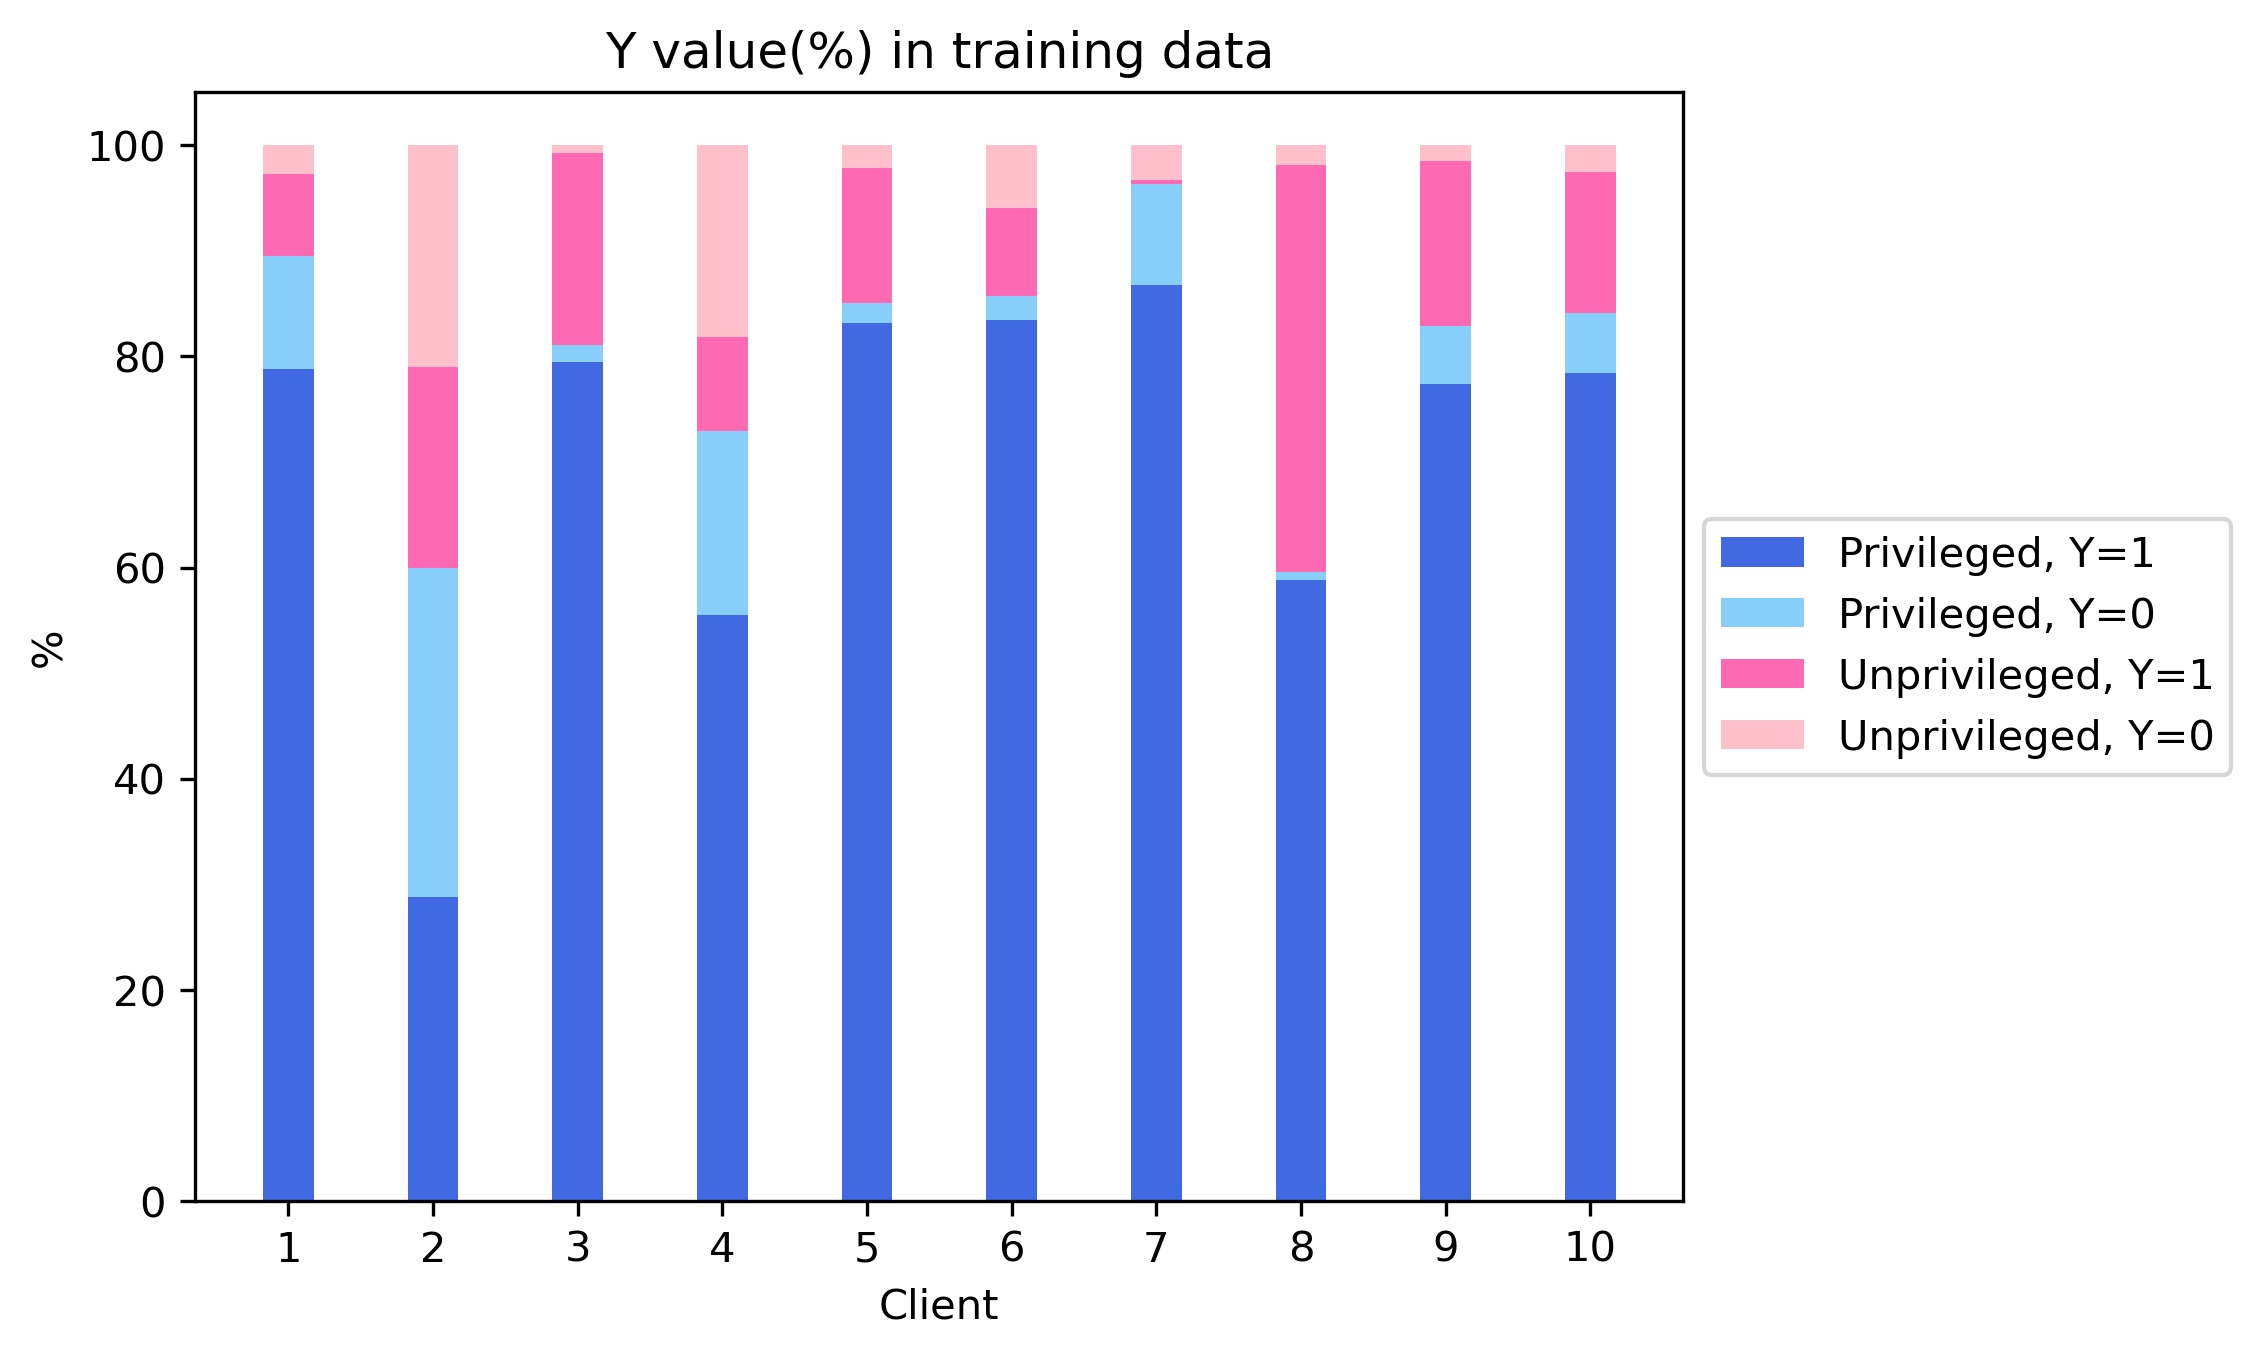 Y value(%) in training data
100
80
60
40
20
0
%
1 2 3 4 5 6 7 8 9 10
Client
Privileged, Y=1
Privileged, Y=0
Unprivileged, Y=1
Unprivileged, Y=0